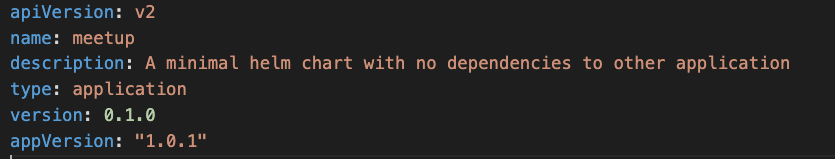 apiVersion: v2
name: meetup
description: A minimal helm chart with no dependencies to other application
type: application
version: 0.1.0
appVersion: "1.0.1"